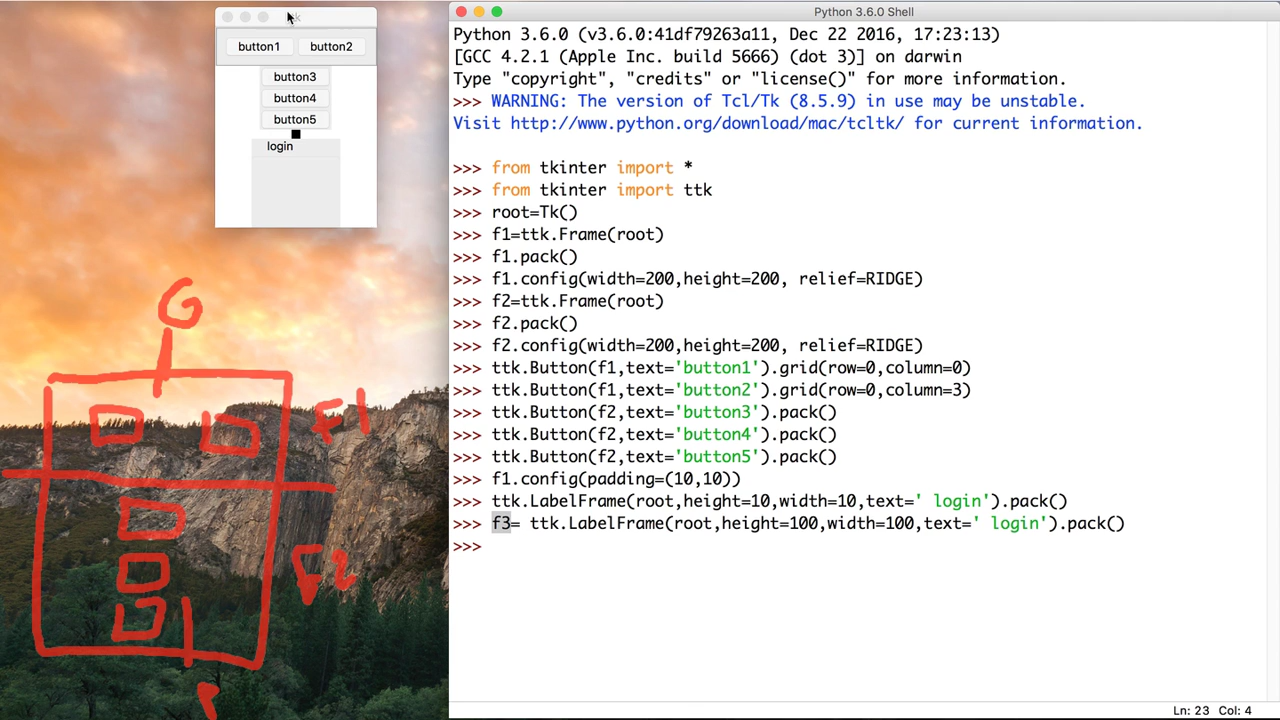 button1 button2
button3
button4
button5
login
G
F1
F2
P
Python 3.6.0 Shell
Python 3.6.0 (v3.6.0:41df79263a11, Dec 22 2016, 17:23:13)
[GCC 4.2.1 (Apple Inc. build 5666) (dot 3)] on darwin
Type "copyright", "credits" or "license()" for more information.
>>> WARNING: The version of Tcl/Tk (8.5.9) in use may be unstable.
Visit http://www.python.org/download/mac/tcltk/ for current information.
>>> from tkinter import *
>>> from tkinter import ttk
>>> root=Tk()
>>> f1=ttk.Frame(root)
>>> f1.pack()
>>> f1.config(width=200,height=200, relief=RIDGE)
>>> f2=ttk.Frame(root)
>>> f2.pack()
>>> f2.config(width=200,height=200, relief=RIDGE)
>>> ttk.Button(f1,text='button1').grid(row=0,column=0)
>>> ttk.Button(f1,text='button2').grid(row=0,column=3)
>>> ttk.Button(f2,text='button3').pack()
>>> ttk.Button(f2,text='button4').pack()
>>> ttk.Button(f2,text='button5').pack()
>>> f1.config(padding=(10,10))
>>> ttk.LabelFrame(root,height=10,width=10,text=' login').pack()
>>> f3= ttk.LabelFrame(root,height=100,width=100,text=' login').pack()
>>>
Ln: 23 Col: 4